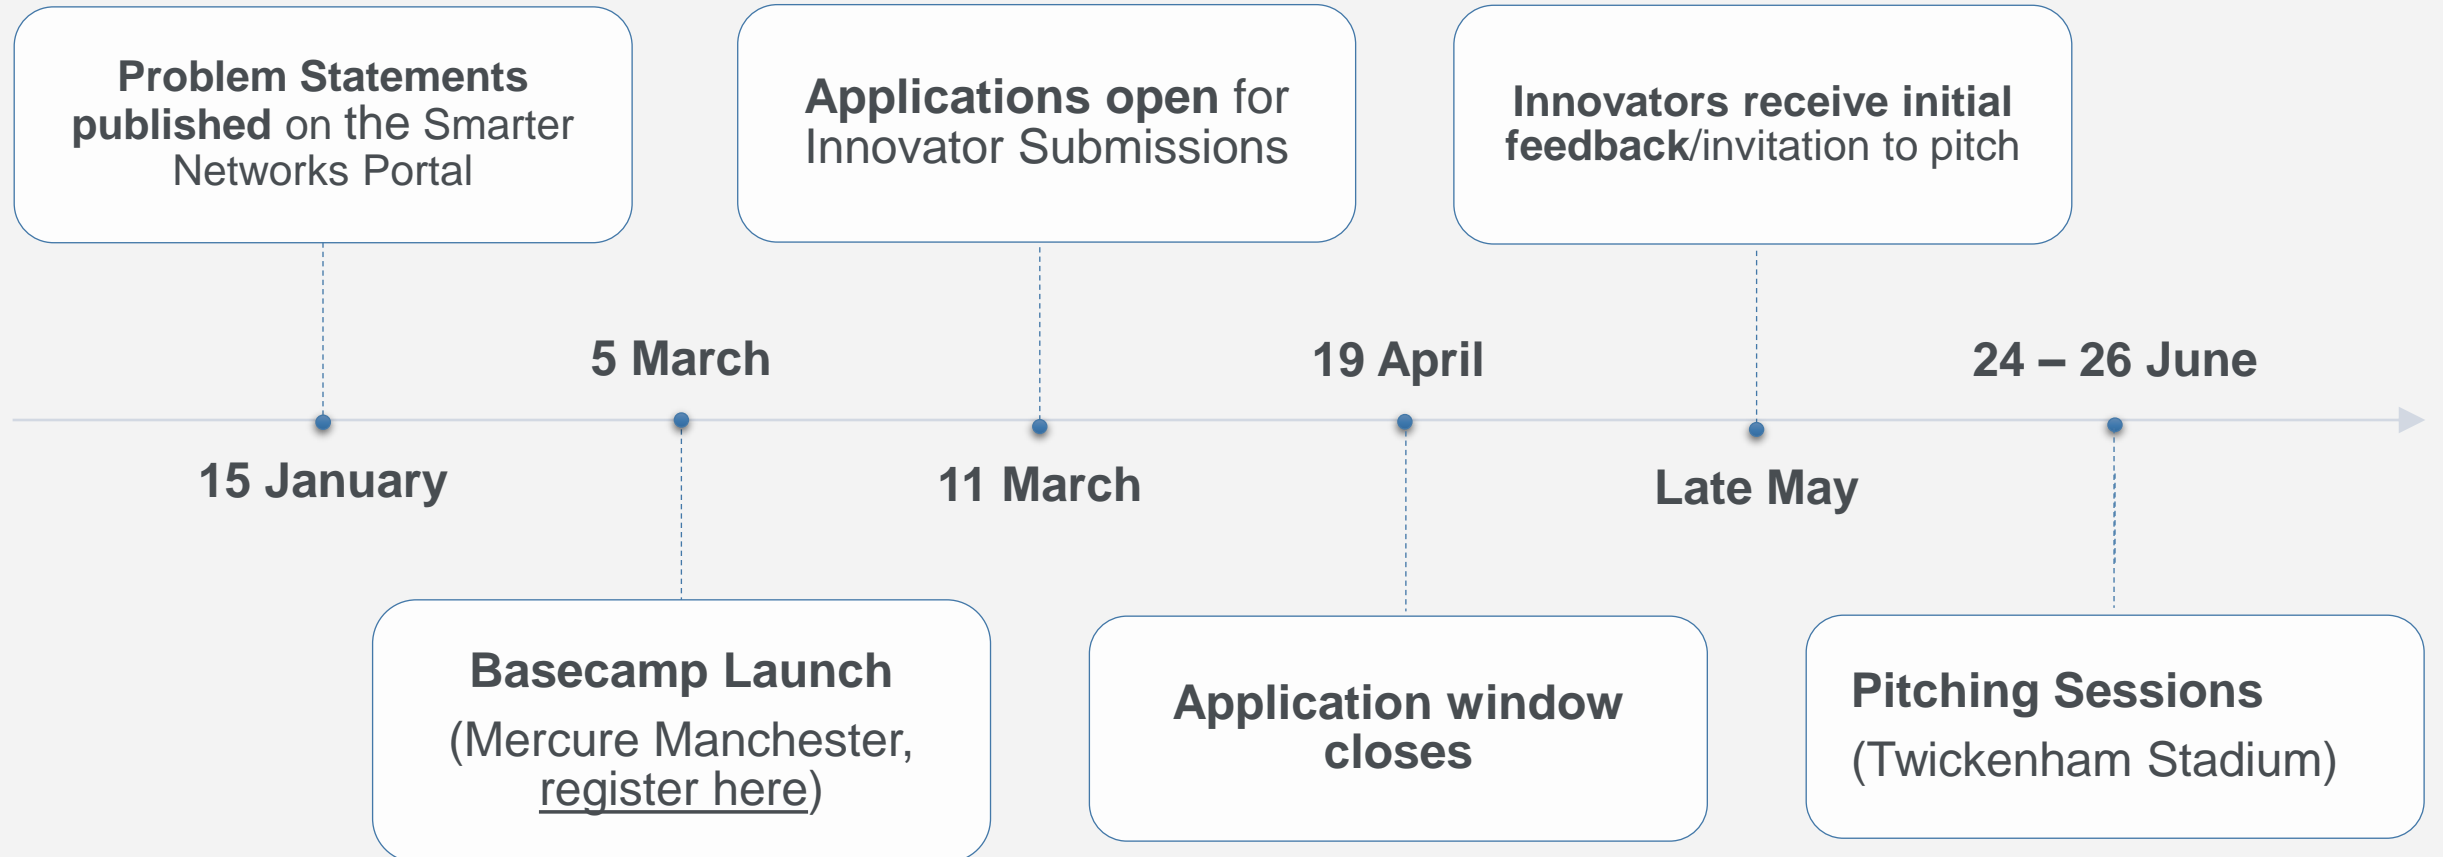 Problem Statements
published on the Smarter
Networks Portal
Applications open for
Innovator Submissions
Innovators receive initial
feedback/invitation to pitch
5 March
19 April
24 – 26 June
15 January
11 March
Late May
Basecamp Launch
(Mercure Manchester,
register here)
Application window
closes
Pitching Sessions
(Twickenham Stadium)